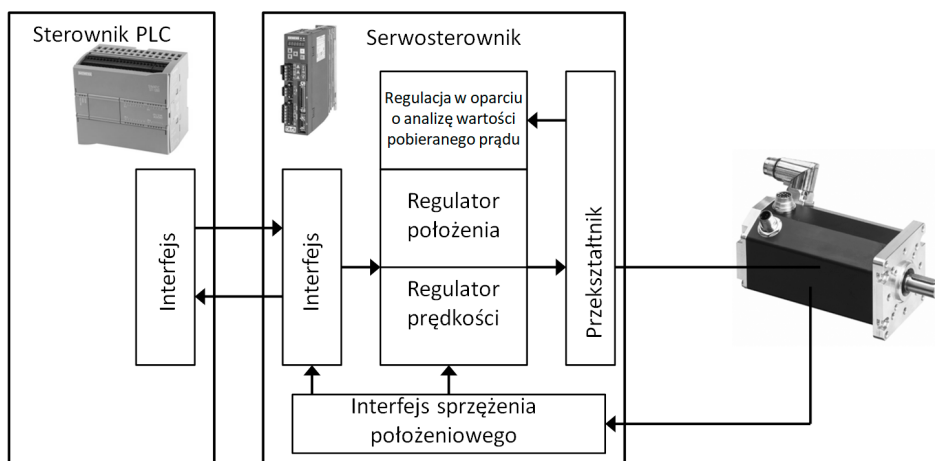 Sterownik PLC
Serwosterownik
Regulacja w oparciu
o analizę wartości
pobieranego prądu
Interfejs
Interfejs
Regulator
położenia
Regulator
prędkości
Przekształtnik
Interfejs sprzężenia
położeniowego